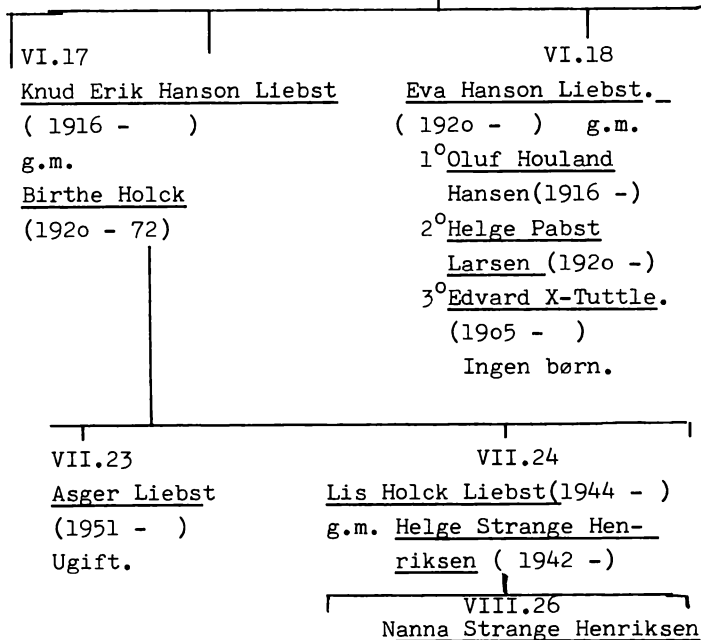 VI.17
Knud Erik Hanson Liebst
( 1916 -      )
g.m.
Birthe Holck
(192o - 72)
VI.18
Eva Hanson Liebst.
( 192o -  )  g.m.
1° Oluf Houland
Hansen(1916 -)
2° Helge Pabst
Larsen (192o -)
3° Edvard X-Tuttle.
(19o5 -   )
Ingen børn.
VII.23
Asger Liebst
(1951 -   )
Ugift.
VII.24
Lis Holck Liebst(1944 - )
g.m. Helge Strange Hen-
riksen ( 1942 -)
VIII.26
Nanna Strange Henriksen